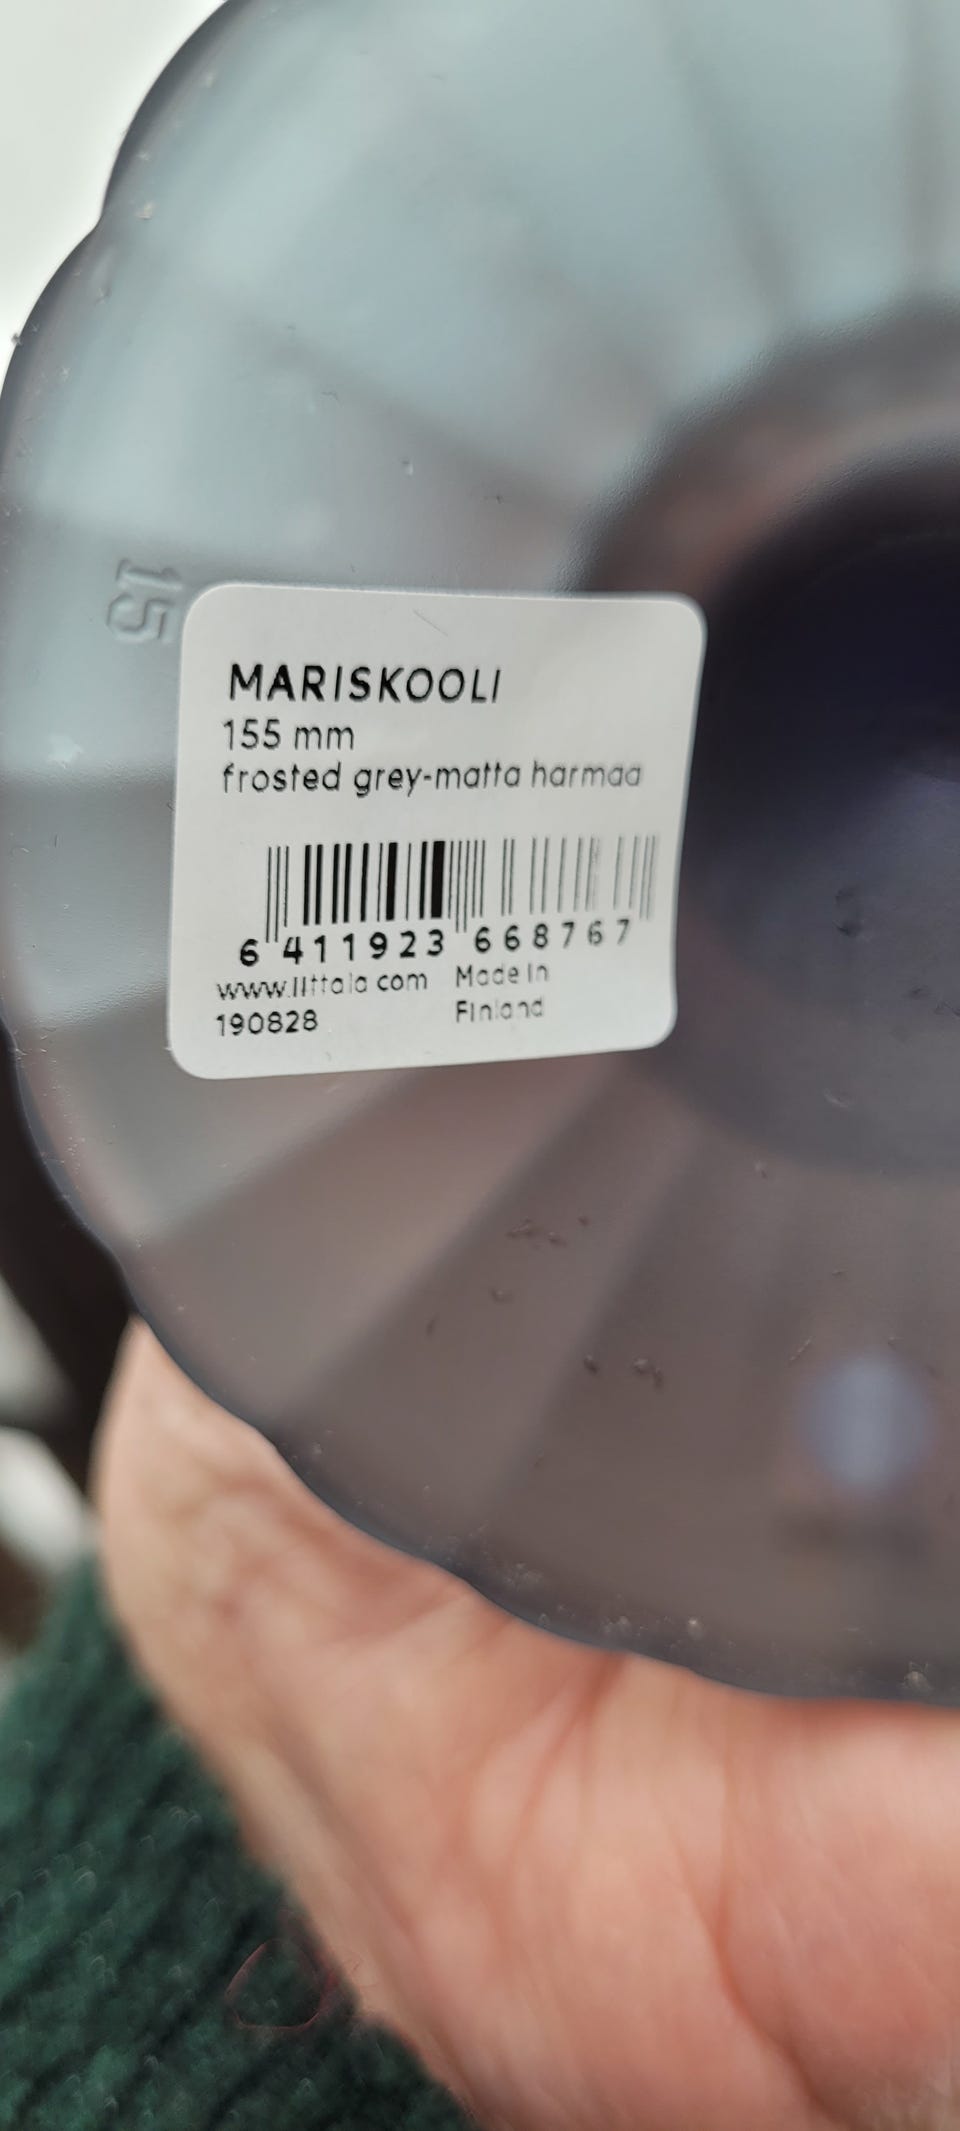 15
MARISKOOLI
155 mm
frosted grey-matta harmaa
6 411923 668767
www.iittala com Made in
190828 Finland